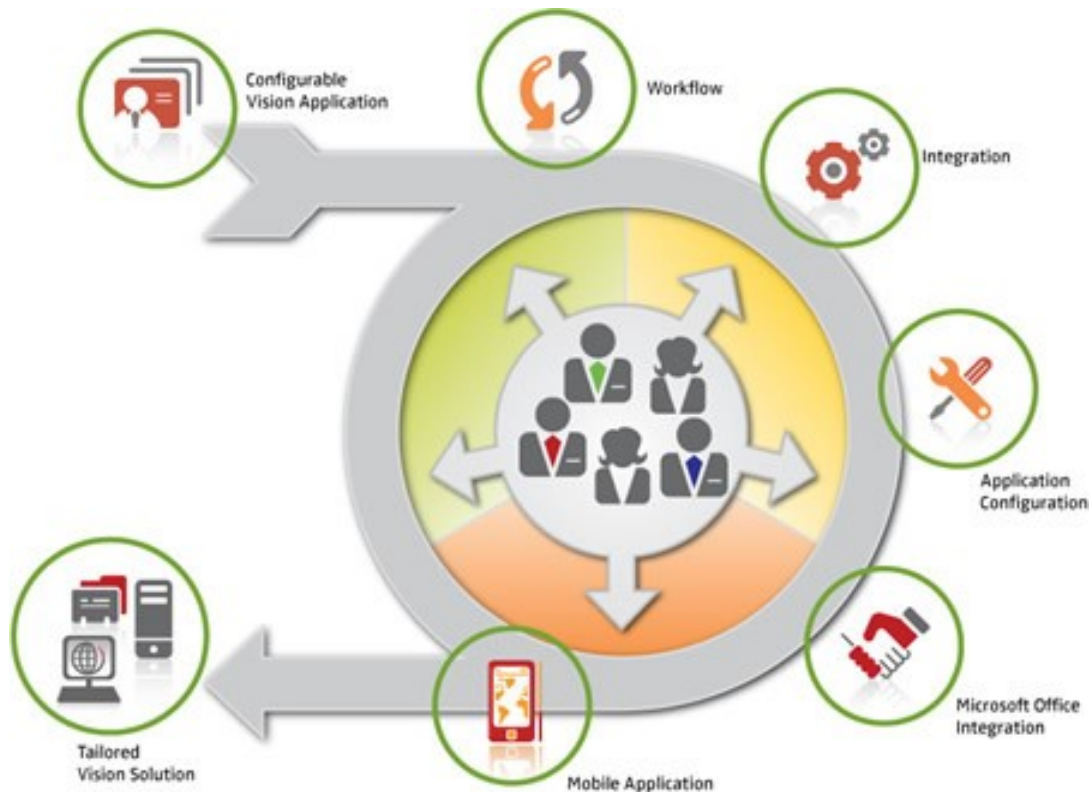 Configurable
Vision Application
Workflow
Integration
Application
Configuration
Microsoft Office
Integration
Mobile Application
Tailored
Vision Solution